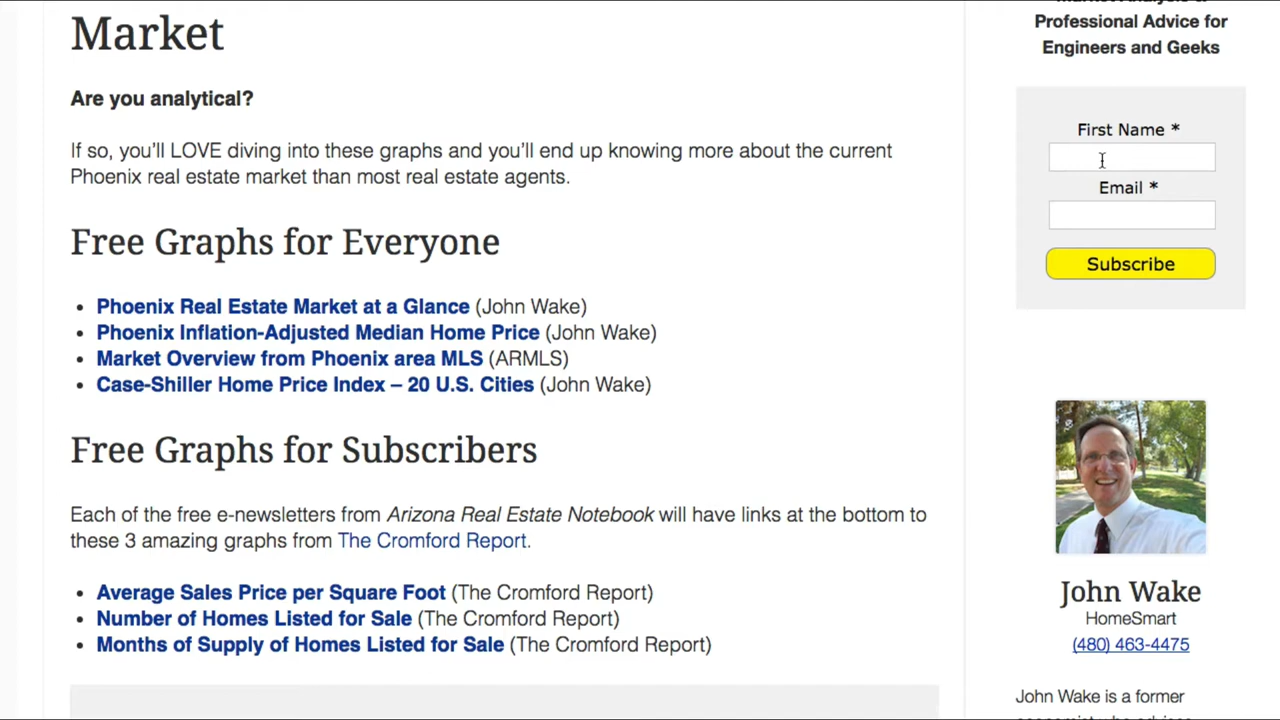 Market
Are you analytical?
If so, you'll LOVE diving into these graphs and you'll end up knowing more about the current
Phoenix real estate market than most real estate agents.
Free Graphs for Everyone
• Phoenix Real Estate Market at a Glance (John Wake)
• Phoenix Inflation-Adjusted Median Home Price (John Wake)
• Market Overview from Phoenix area MLS (ARMLS)
• Case-Shiller Home Price Index – 20 U.S. Cities (John Wake)
Free Graphs for Subscribers
Each of the free e-newsletters from Arizona Real Estate Notebook will have links at the bottom to
these 3 amazing graphs from The Cromford Report.
• Average Sales Price per Square Foot (The Cromford Report)
• Number of Homes Listed for Sale (The Cromford Report)
• Months of Supply of Homes Listed for Sale (The Cromford Report)
Professional Advice for
Engineers and Geeks
First Name *
Email *
Subscribe
John Wake
HomeSmart
(480) 463-4475
John Wake is a former